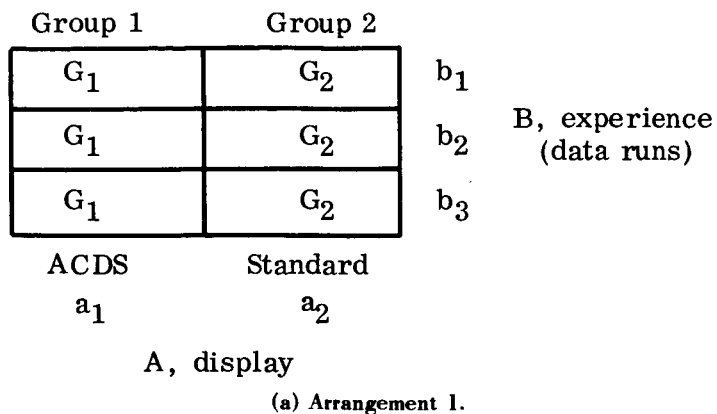 Group 1 Group 2
G₁ G₂ b₁
G₁ G₂ b₂
G₁ G₂ b₃
B, experience
(data runs)
ACDS Standard
a₁ a₂
A, display
(a) Arrangement 1.